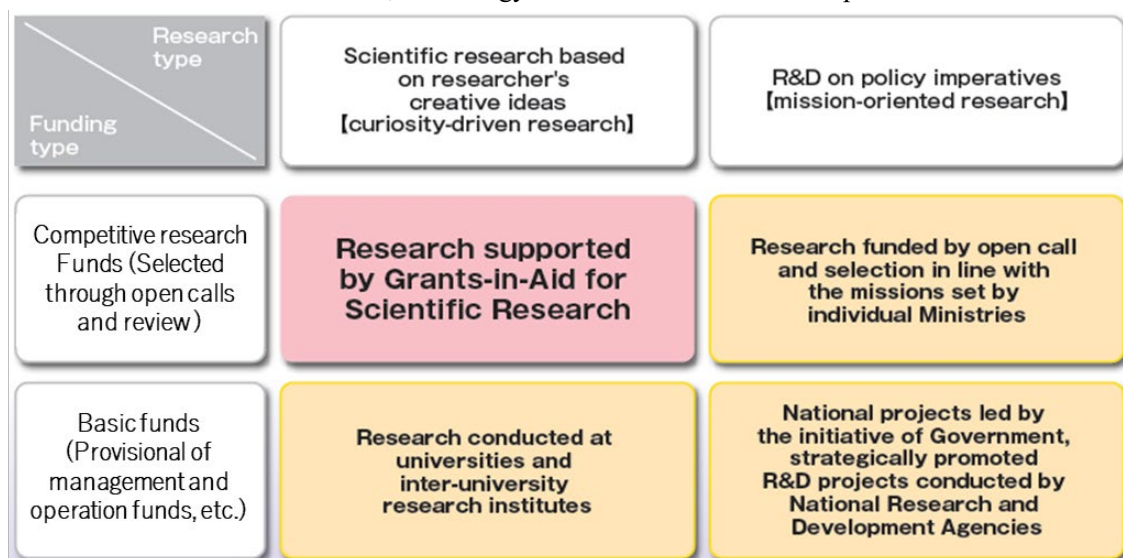 Research
type
Funding
type
Scientific research based
on researcher's
creative ideas
【curiosity-driven research】
R&D on policy imperatives
【mission-oriented research】
Competitive research
Funds (Selected
through open calls
and review)
Research supported
by Grants-in-Aid for
Scientific Research
Research funded by open call
and selection in line with
the missions set by
individual Ministries
Basic funds
(Provisional of
management and
operation funds, etc.)
Research conducted at
universities and
inter-university
research institutes
National projects led by
the initiative of Government,
strategically promoted
R&D projects conducted by
National Research and
Development Agencies